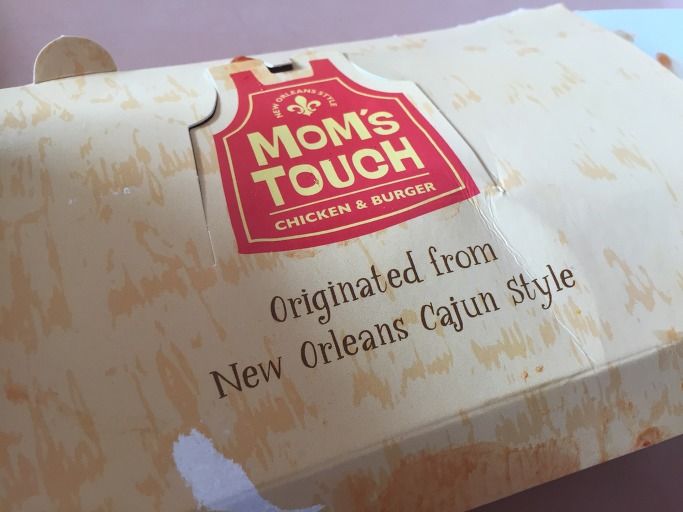 NEW ORLEANS STYLE
MOM'S
TOUCH
CHICKEN & BURGER
Originated from
New Orleans Cajun Style